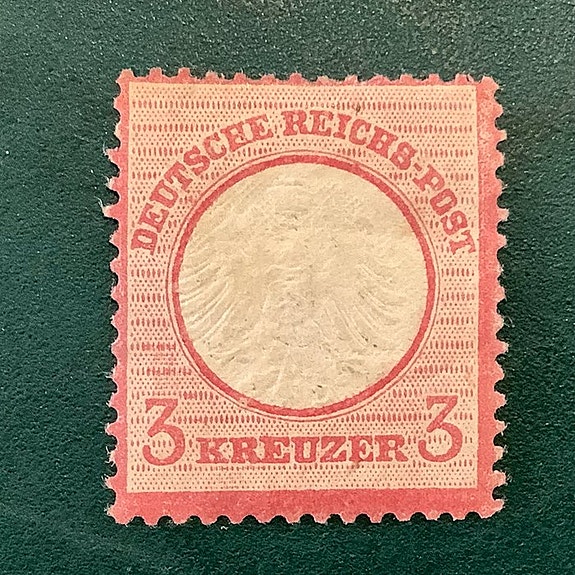 DEUTSCHE REICHS-POST
3 KREUZER 3